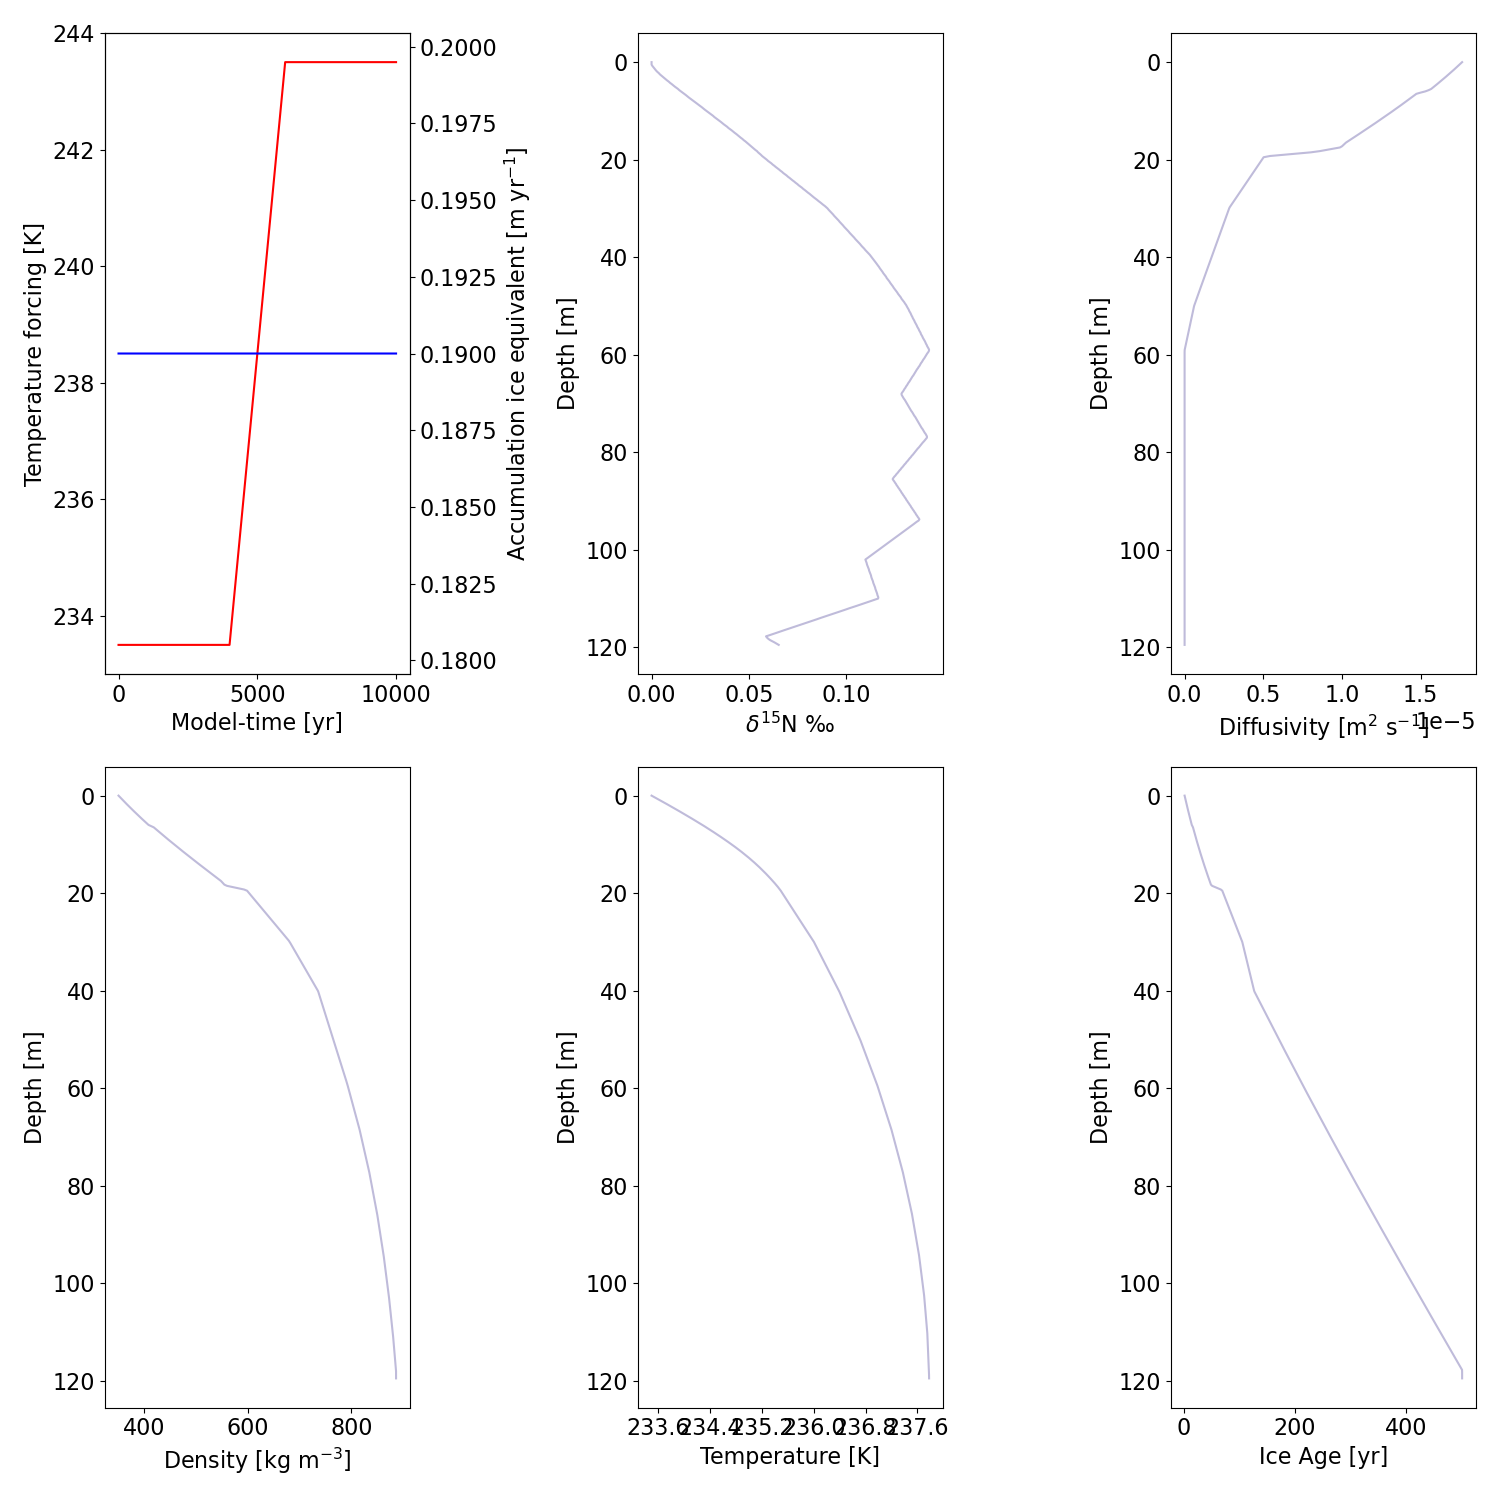 244
242
240
238
236
234
Temperature forcing [K]
0.2000
0.1975
0.1950
0.1925
0.1900
0.1875
0.1850
0.1825
0.1800
Accumulation ice equivalent [m yr⁻¹]
0 5000 10000
Model-time [yr]
0
20
40
60
80
100
120
Depth [m]
0.00 0.05 0.10
δ¹⁵N ‰
0
20
40
60
80
100
120
Depth [m]
0.0 0.5 1.0 1.5
Diffusivity [m² s⁻¹]
1e−5
0
20
40
60
80
100
120
Depth [m]
400 600 800
Density [kg m⁻³]
0
20
40
60
80
100
120
Depth [m]
233.6 234.4 235.2 236.0 236.8 237.6
Temperature [K]
0
20
40
60
80
100
120
Depth [m]
0 200 400
Ice Age [yr]